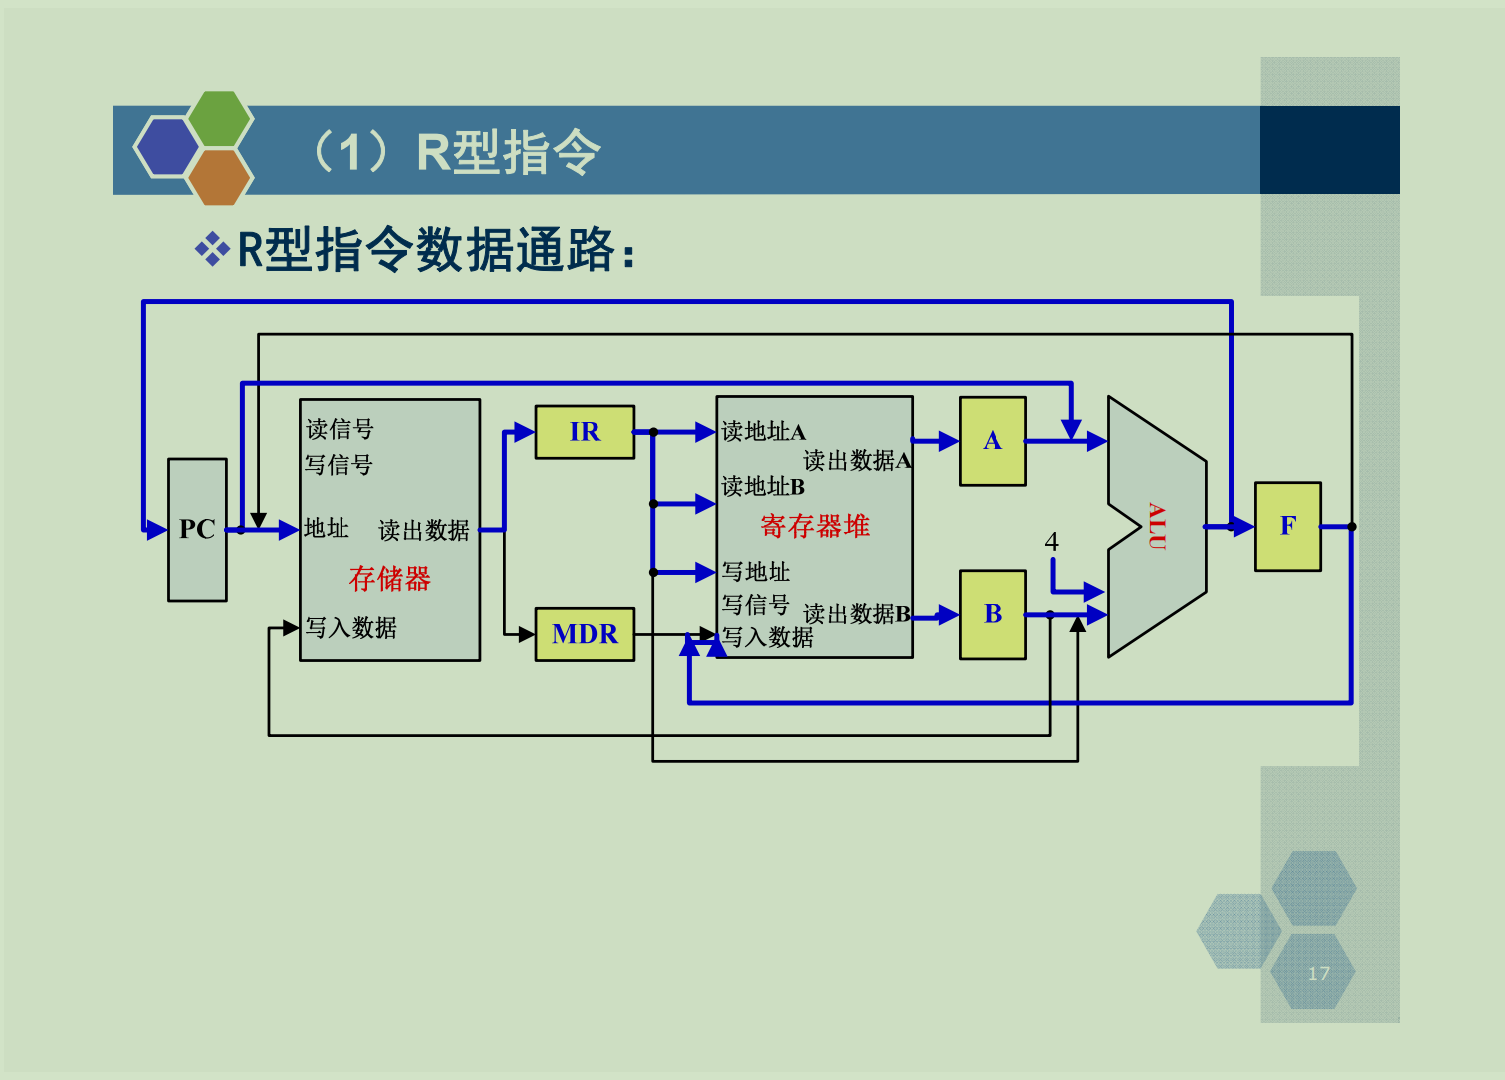 （1）R型指令
R型指令数据通路：
读信号
写信号
地址
读出数据
存储器
写入数据
PC
IR
MDR
读地址A
读出数据A
读地址B
寄存器堆
写地址
写信号
读出数据B
写入数据
A
B
4
ALU
F
17